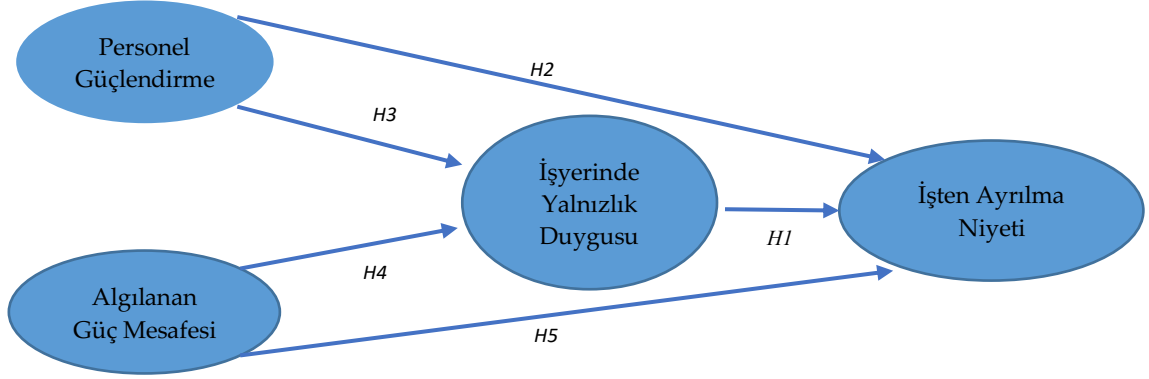 Personel
Güçlendirme
H2
H3
İşyerinde
Yalnızlık
Duygusu
İşten Ayrılma
Niyeti
H1
H4
Algılanan
Güç Mesafesi
H5